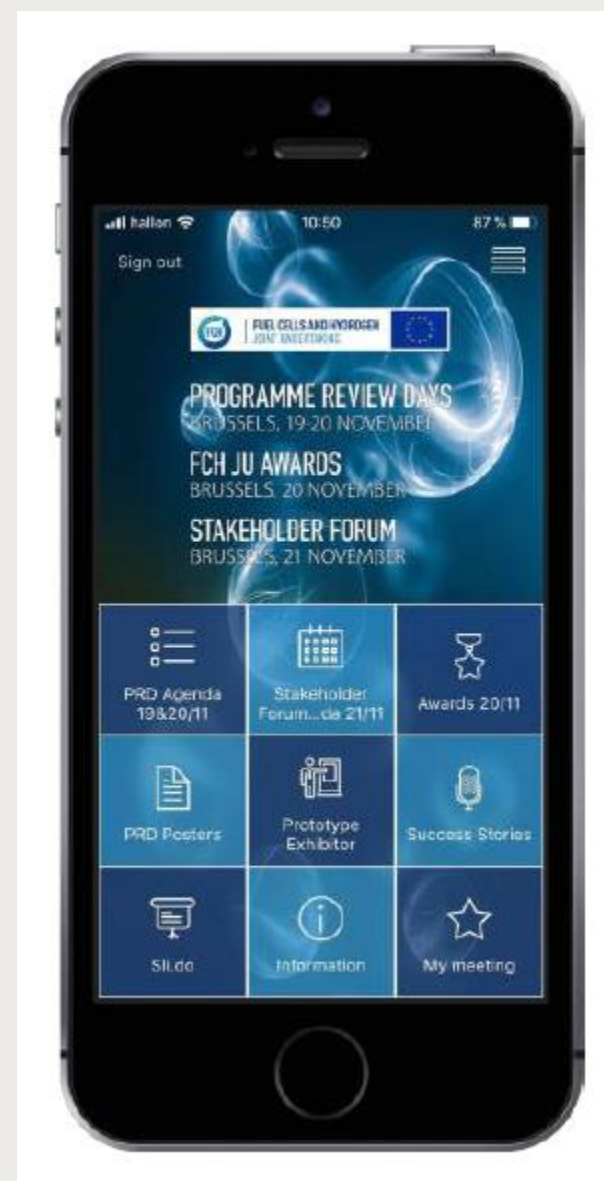 hallon 10:50 87 %
Sign out
FCH FUEL CELLS AND HYDROGEN
JOINT UNDERTAKING
PROGRAMME REVIEW DAYS
BRUSSELS, 19-20 NOVEMBER
FCH JU AWARDS
BRUSSELS, 20 NOVEMBER
STAKEHOLDER FORUM
BRUSSELS, 21 NOVEMBER
PRD Agenda
19&20/11
Stakeholder
Forum...da 21/11
Awards 20/11
PRD Posters
Prototype
Exhibitor
Success Stories
Sli.do
Information
My meeting